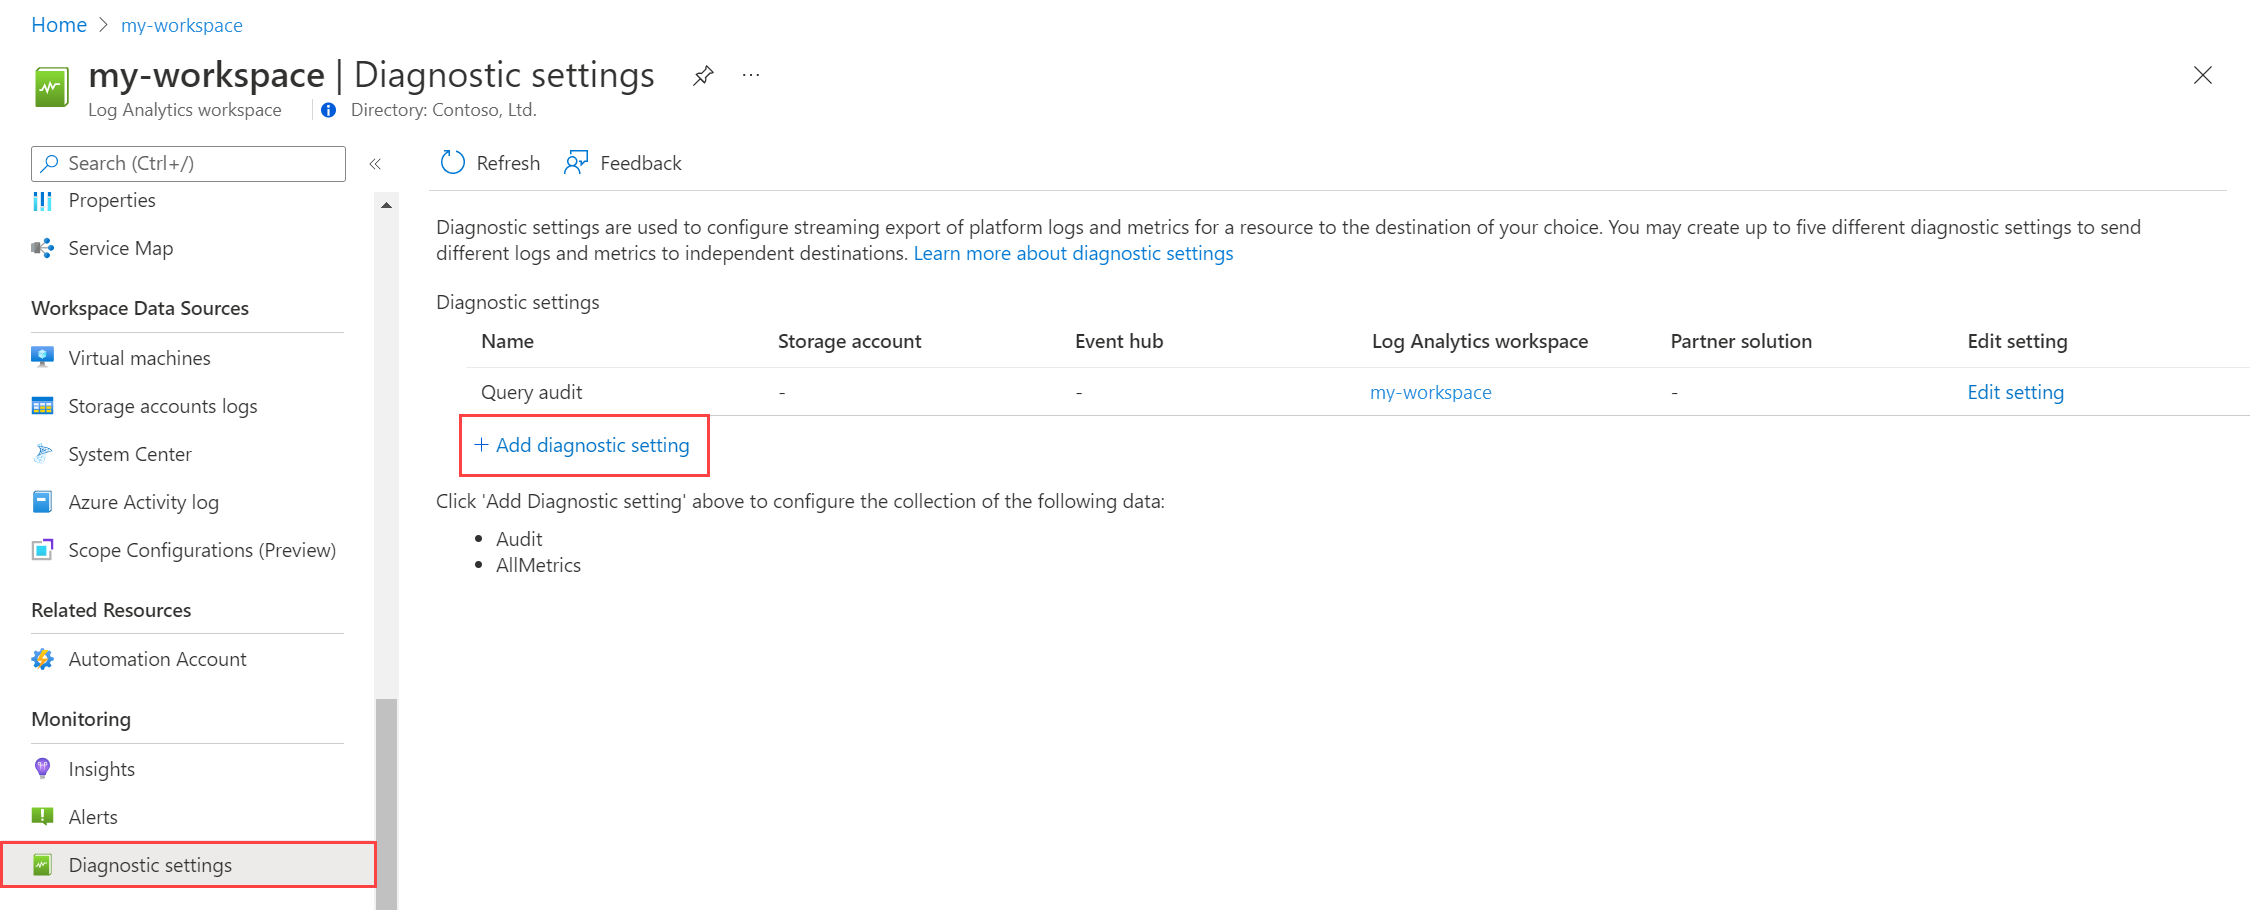 Home > my-workspace
my-workspace | Diagnostic settings ...
Log Analytics workspace
Directory: Contoso, Ltd.
Search (Ctrl+/)
«
Properties
Service Map
Workspace Data Sources
Virtual machines
Storage accounts logs
System Center
Azure Activity log
Scope Configurations (Preview)
Related Resources
Automation Account
Monitoring
Insights
Alerts
Diagnostic settings
Refresh
Feedback
Diagnostic settings are used to configure streaming export of platform logs and metrics for a resource to the destination of your choice. You may create up to five different diagnostic settings to send
different logs and metrics to independent destinations. Learn more about diagnostic settings
Diagnostic settings
Name Storage account Event hub Log Analytics workspace Partner solution Edit setting
Query audit - - my-workspace - Edit setting
+ Add diagnostic setting
Click 'Add Diagnostic setting' above to configure the collection of the following data:
• Audit
• AllMetrics